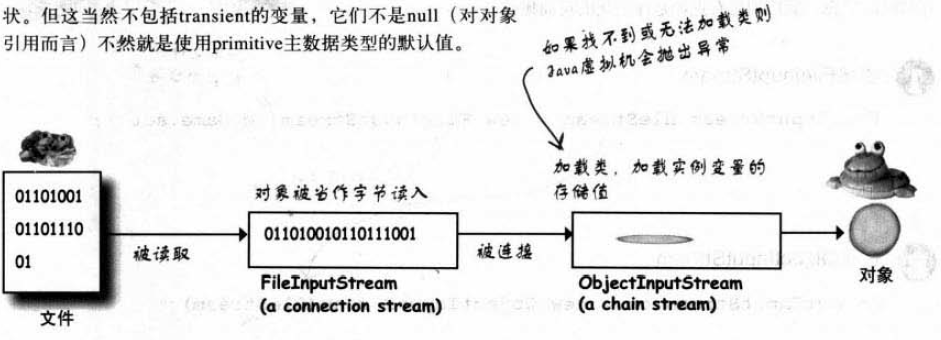 状。但这当然不包括transient的变量，它们不是null（对对象
引用而言）不然就是使用primitive主数据类型的默认值。
如果找不到或无法加载类则
Java虚拟机会抛出异常
加载类，加载实例变量的
存储值
01101001
01101110
01
文件
被读取
对象被当作字节读入
011010010110111001
FileInputStream
(a connection stream)
被连接
ObjectInputStream
(a chain stream)
对象